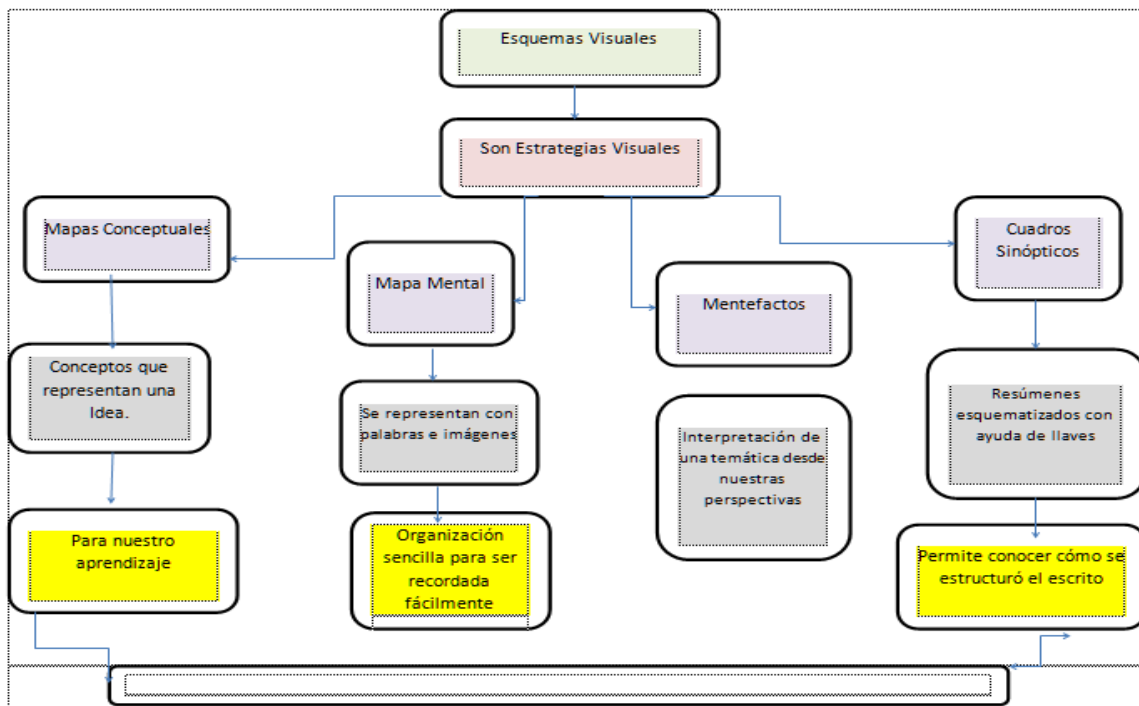 Esquemas Visuales
Son Estrategias Visuales
Mapas Conceptuales
Mapa Mental
Mentefactos
Cuadros
Sinópticos
Conceptos que
representan una
Idea.
Se representan con
palabras e imágenes
Interpretación de
una temática desde
nuestras
perspectivas
Resúmenes
esquematizados con
ayuda de llaves
Para nuestro
aprendizaje
Organización
sencilla para ser
recordada
fácilmente
Permite conocer cómo se
estructuró el escrito